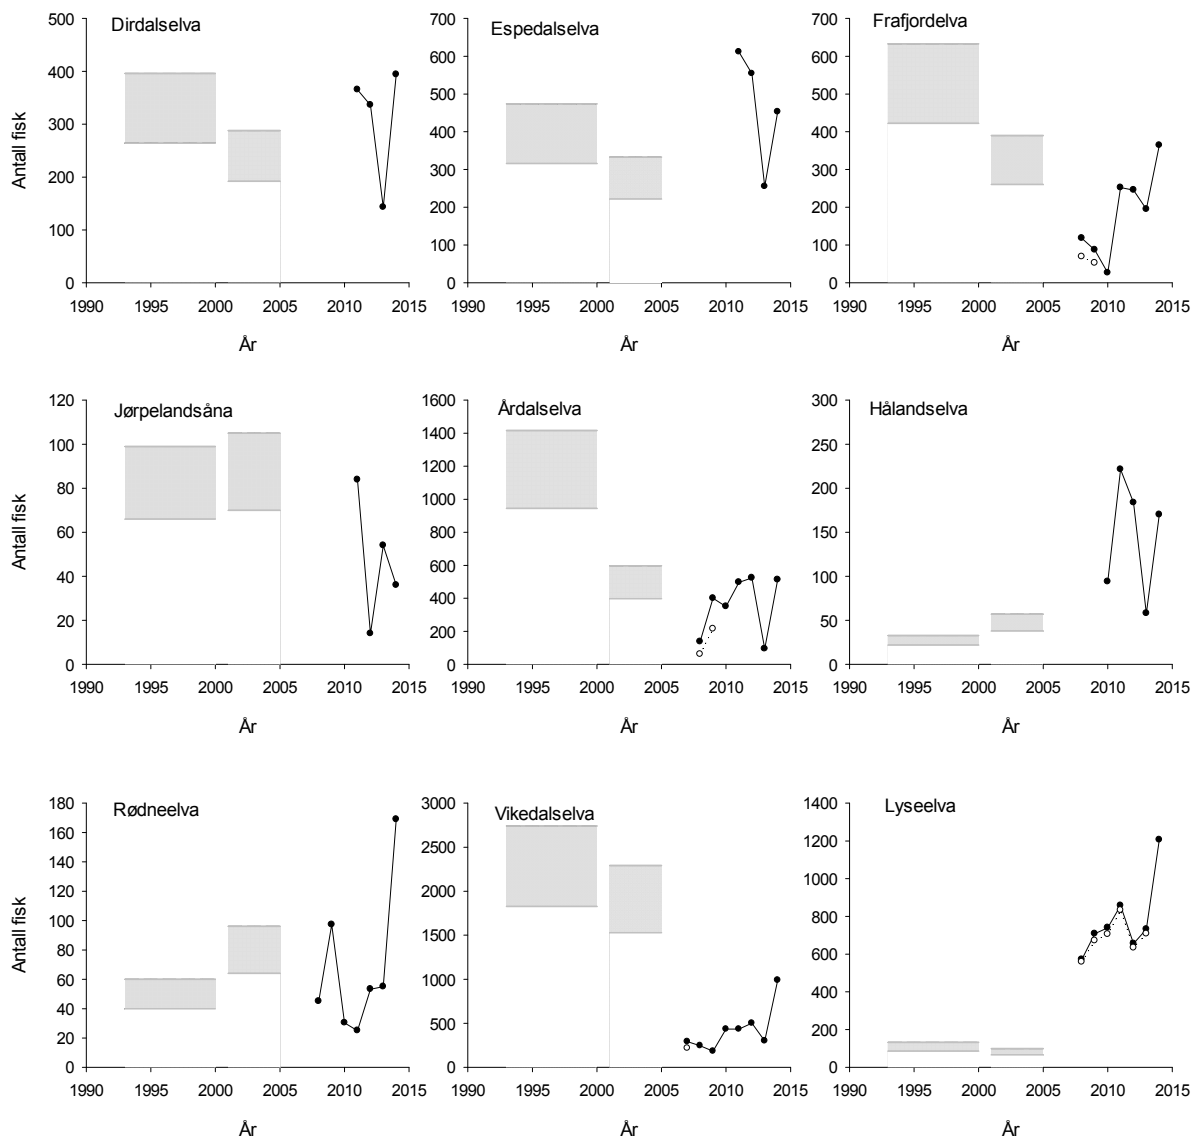 Dirdalselva
Antall fisk
500
400
300
200
100
0
1990 1995 2000 2005 2010 2015
År
Espedalselva
700
600
500
400
300
200
100
0
1990 1995 2000 2005 2010 2015
År
Frafjordelva
700
600
500
400
300
200
100
0
1990 1995 2000 2005 2010 2015
År
Jørpelandsåna
Antall fisk
120
100
80
60
40
20
0
1990 1995 2000 2005 2010 2015
År
Årdalselva
1600
1400
1200
1000
800
600
400
200
0
1990 1995 2000 2005 2010 2015
År
Hålandselva
300
250
200
150
100
50
0
1990 1995 2000 2005 2010 2015
År
Rødneelva
Antall fisk
180
160
140
120
100
80
60
40
20
0
1990 1995 2000 2005 2010 2015
År
Vikedalselva
3000
2500
2000
1500
1000
500
0
1990 1995 2000 2005 2010 2015
År
Lyseelva
1400
1200
1000
800
600
400
200
0
1990 1995 2000 2005 2010 2015
År